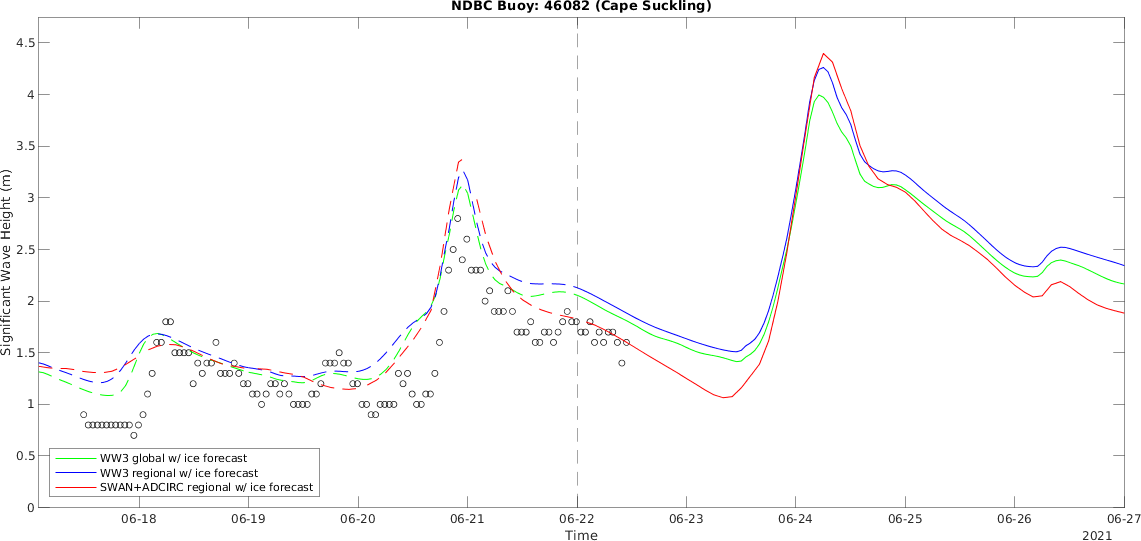 NDBC Buoy: 46082 (Cape Suckling)
Significant Wave Height (m)
4.5
4
3.5
3
2.5
2
1.5
1
0.5
0
WW3 global w/ ice forecast
WW3 regional w/ ice forecast
SWAN+ADCIRC regional w/ ice forecast
06-18 06-19 06-20 06-21 06-22 06-23 06-24 06-25 06-26 06-27
Time
2021